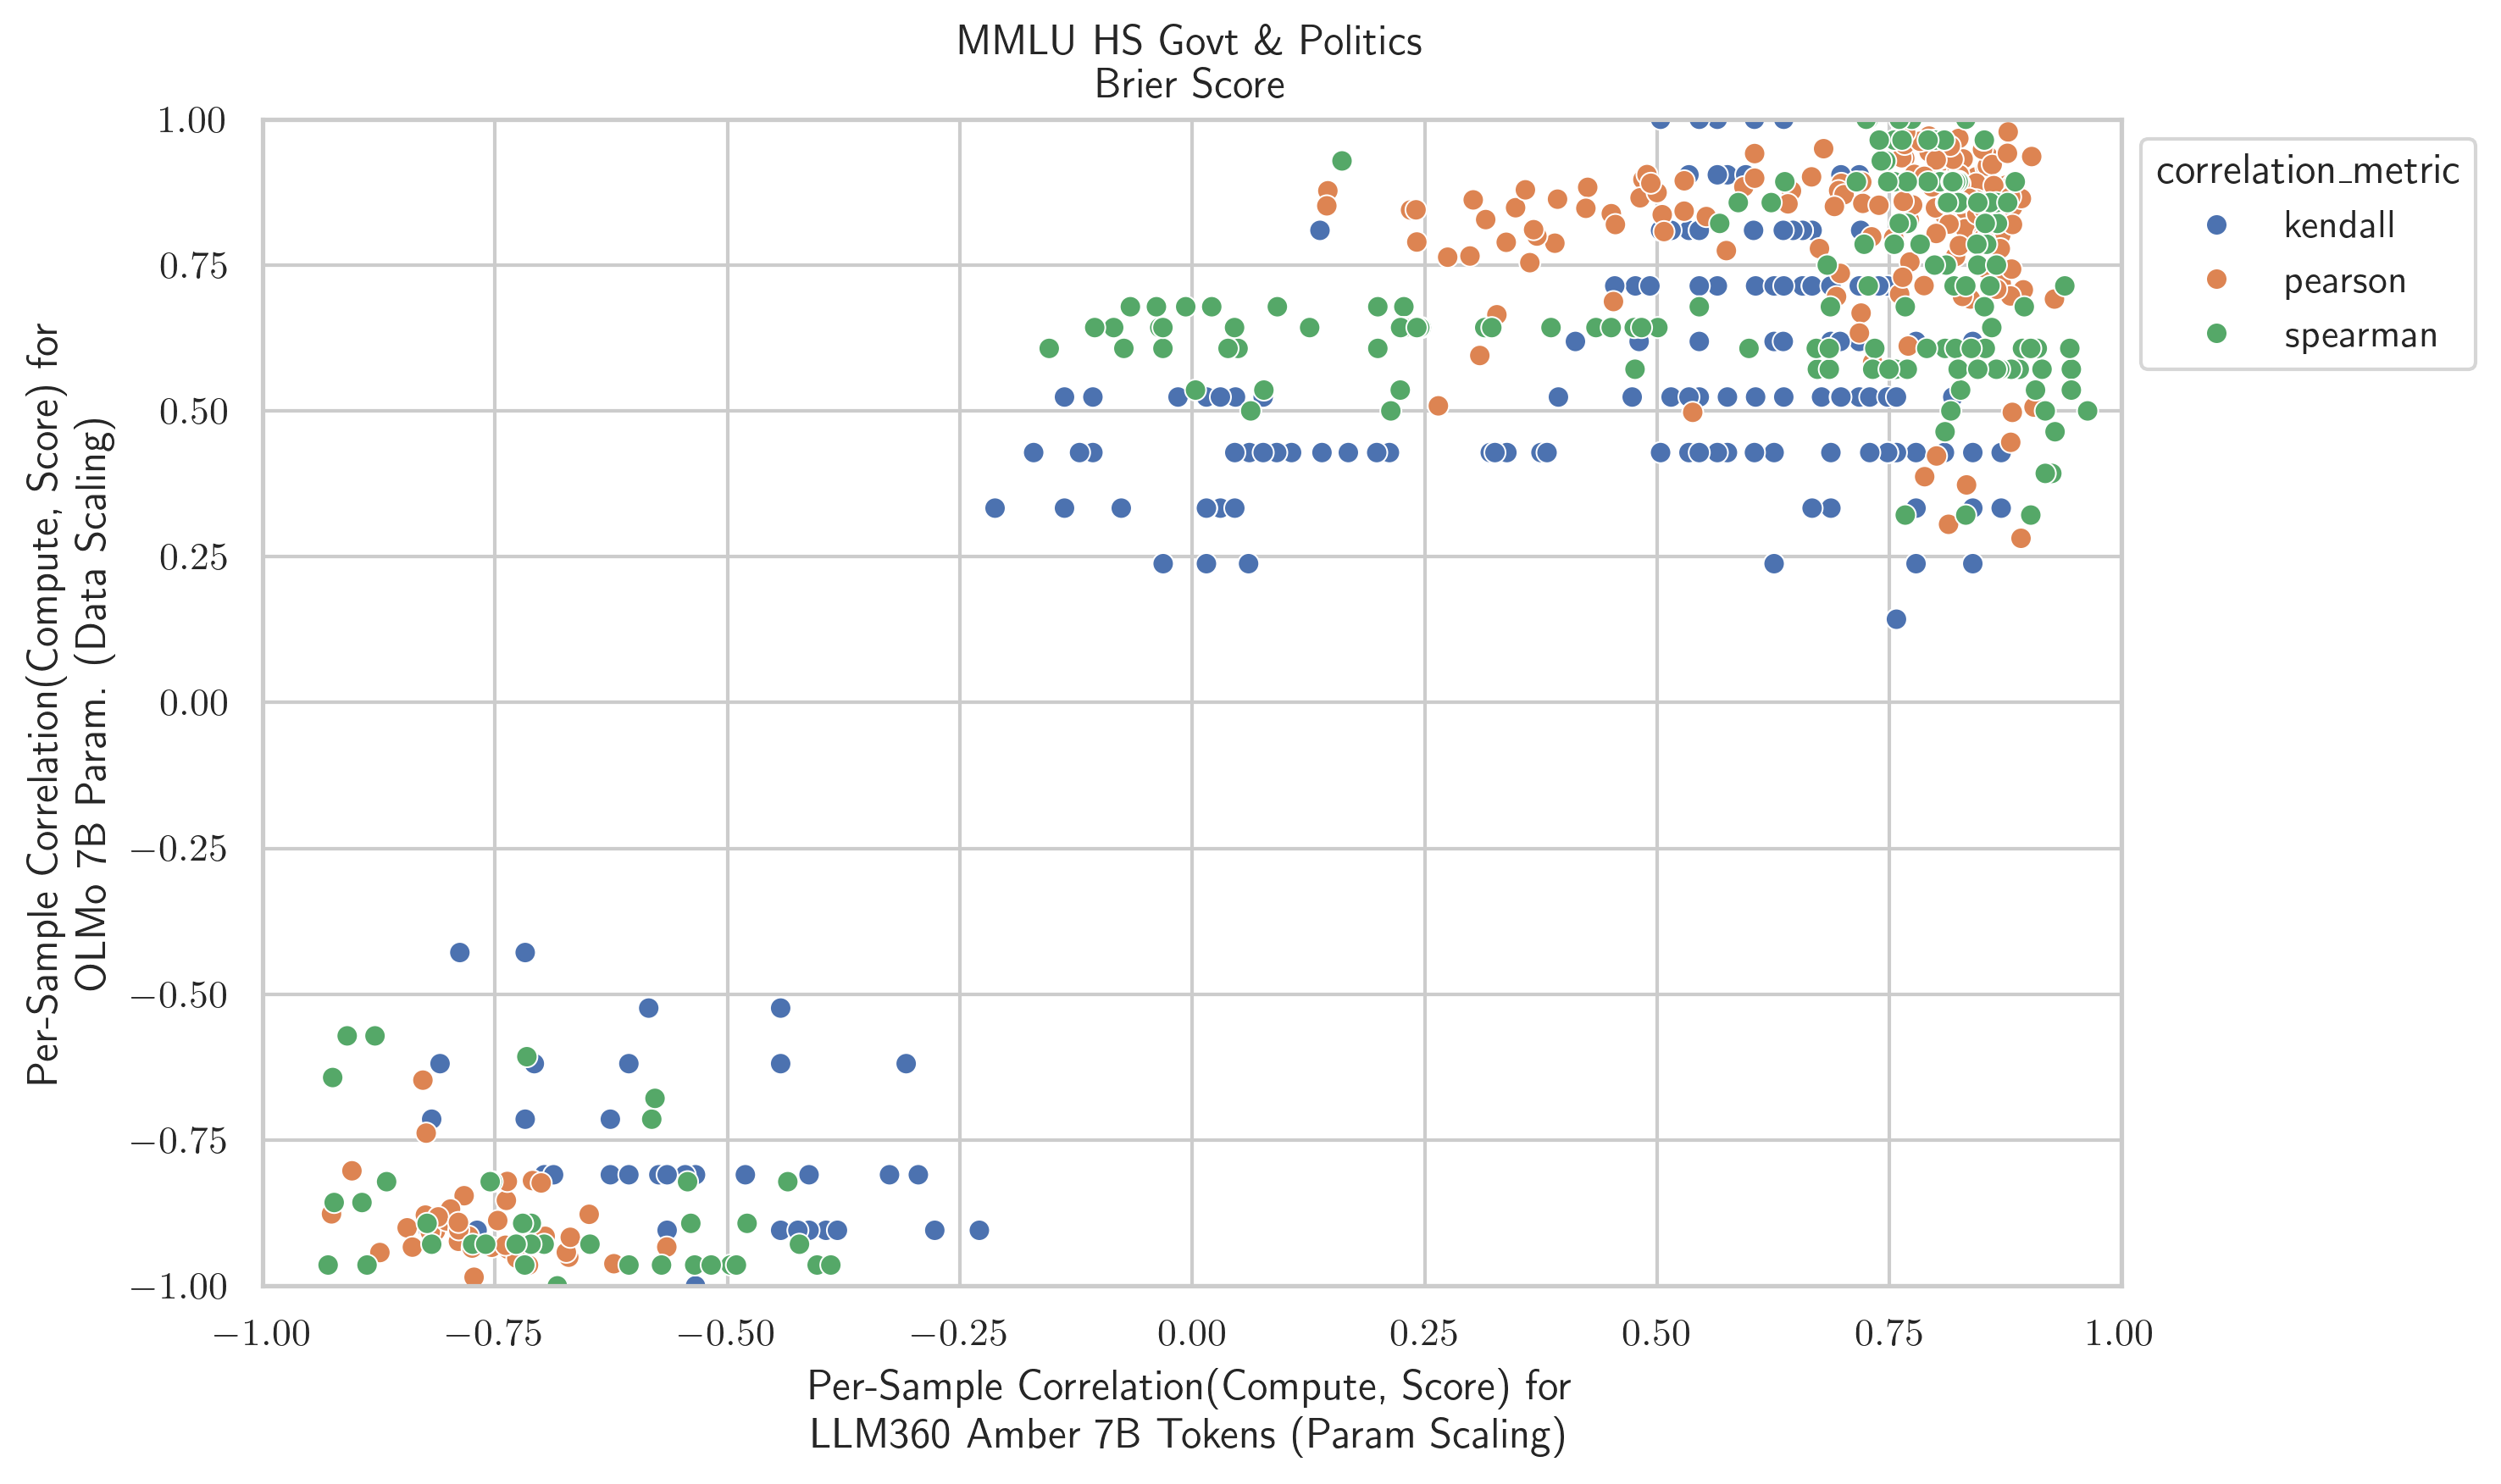 MMLU HS Govt & Politics
Brier Score
Per-Sample Correlation(Compute, Score) for
OLMo 7B Param. (Data Scaling)
1.00
0.75
0.50
0.25
0.00
−0.25
−0.50
−0.75
−1.00
−1.00 −0.75 −0.50 −0.25 0.00 0.25 0.50 0.75 1.00
Per-Sample Correlation(Compute, Score) for
LLM360 Amber 7B Tokens (Param Scaling)
correlation_metric
kendall
pearson
spearman